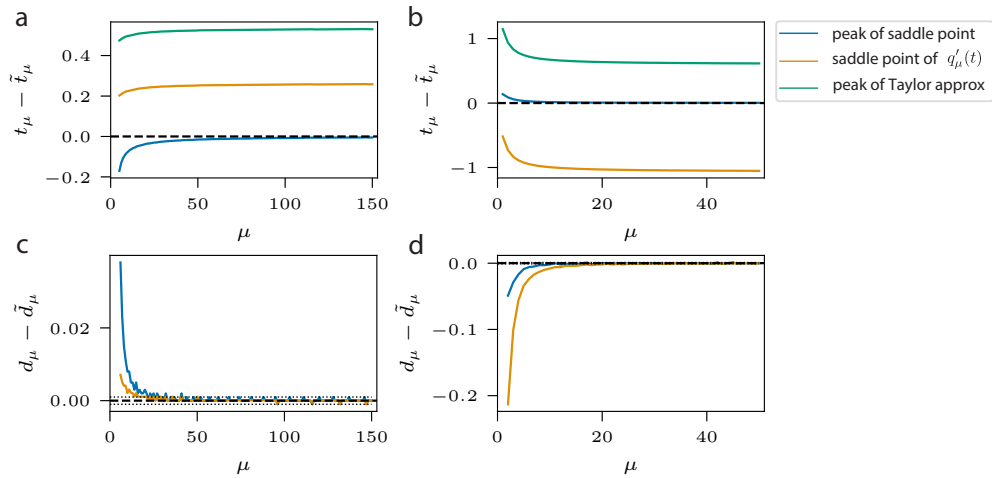 a
0.4
0.2
0.0
−0.2
t_μ − t̃_μ
0 50 100 150
μ
b
1
0
−1
t_μ − t̃_μ
0 20 40
μ
peak of saddle point
saddle point of q′_μ(t)
peak of Taylor approx
c
0.02
0.00
d_μ − d̃_μ
0 50 100 150
μ
d
0.0
−0.1
−0.2
d_μ − d̃_μ
0 20 40
μ